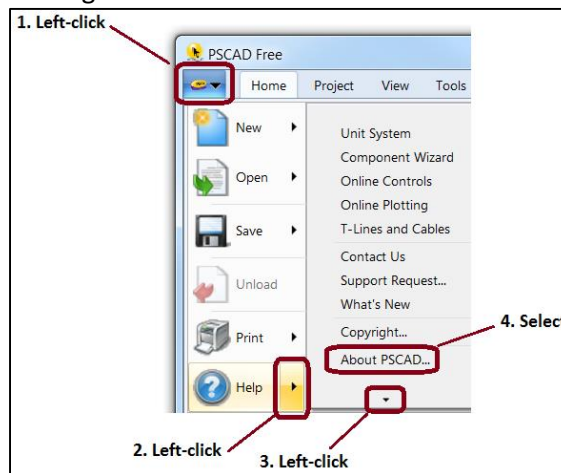 1. Left-click
PSCAD Free
Home Project View Tools
New
Open
Save
Unload
Print
Help
Unit System
Component Wizard
Online Controls
Online Plotting
T-Lines and Cables
Contact Us
Support Request...
What's New
Copyright...
About PSCAD...
4. Select
2. Left-click
3. Left-click